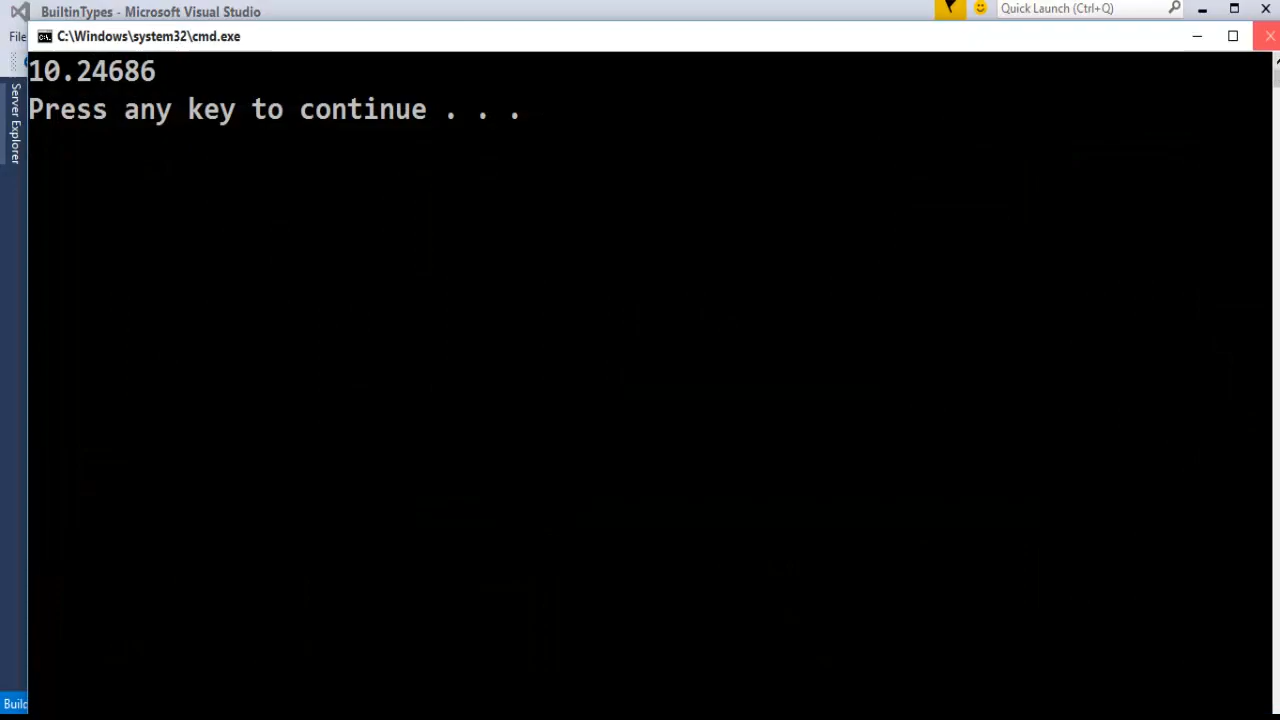 BuiltinTypes - Microsoft Visual Studio
Quick Launch (Ctrl+Q)
File
C:\Windows\system32\cmd.exe
10.24686
Press any key to continue . . .
Server Explorer
Build